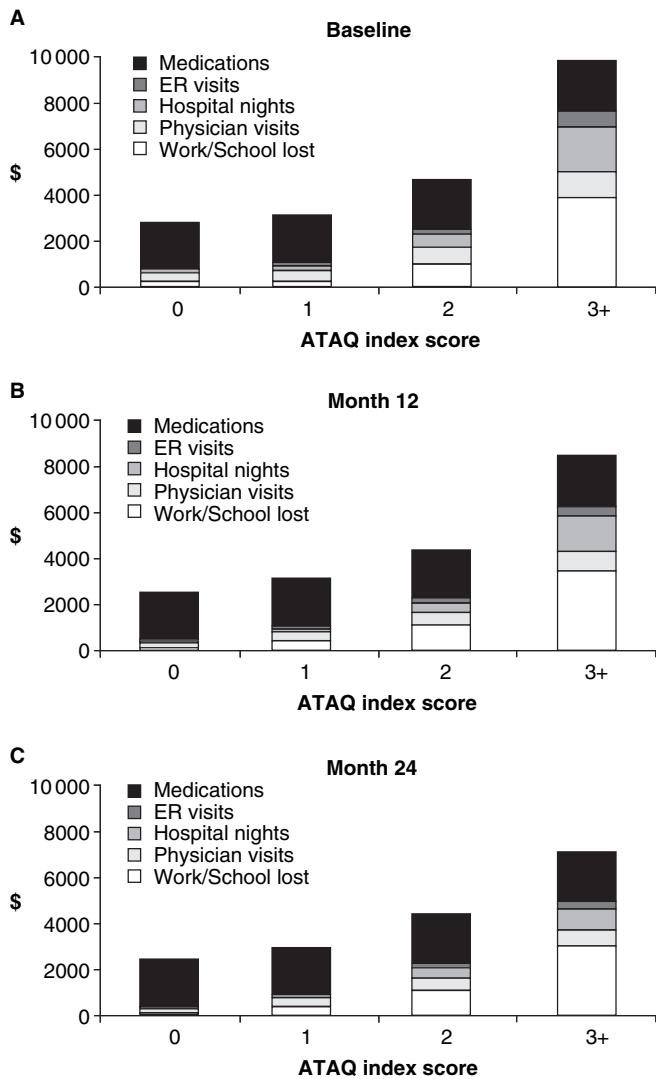 A
Baseline
10 000
8000
6000
4000
2000
0
$
Medications
ER visits
Hospital nights
Physician visits
Work/School lost
0 1 2 3+
ATAQ index score
B
Month 12
10 000
8000
6000
4000
2000
0
$
Medications
ER visits
Hospital nights
Physician visits
Work/School lost
0 1 2 3+
ATAQ index score
C
Month 24
10 000
8000
6000
4000
2000
0
$
Medications
ER visits
Hospital nights
Physician visits
Work/School lost
0 1 2 3+
ATAQ index score